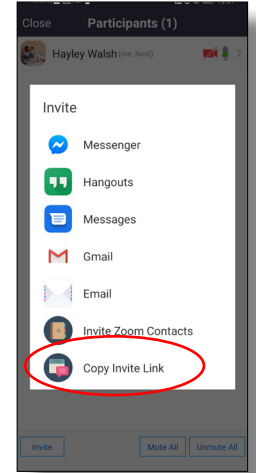 Close Participants (1)
Hayley Walsh (me, host)
Invite
Messenger
Hangouts
Messages
Gmail
Email
Invite Zoom Contacts
Copy Invite Link
Invite Mute All Unmute All